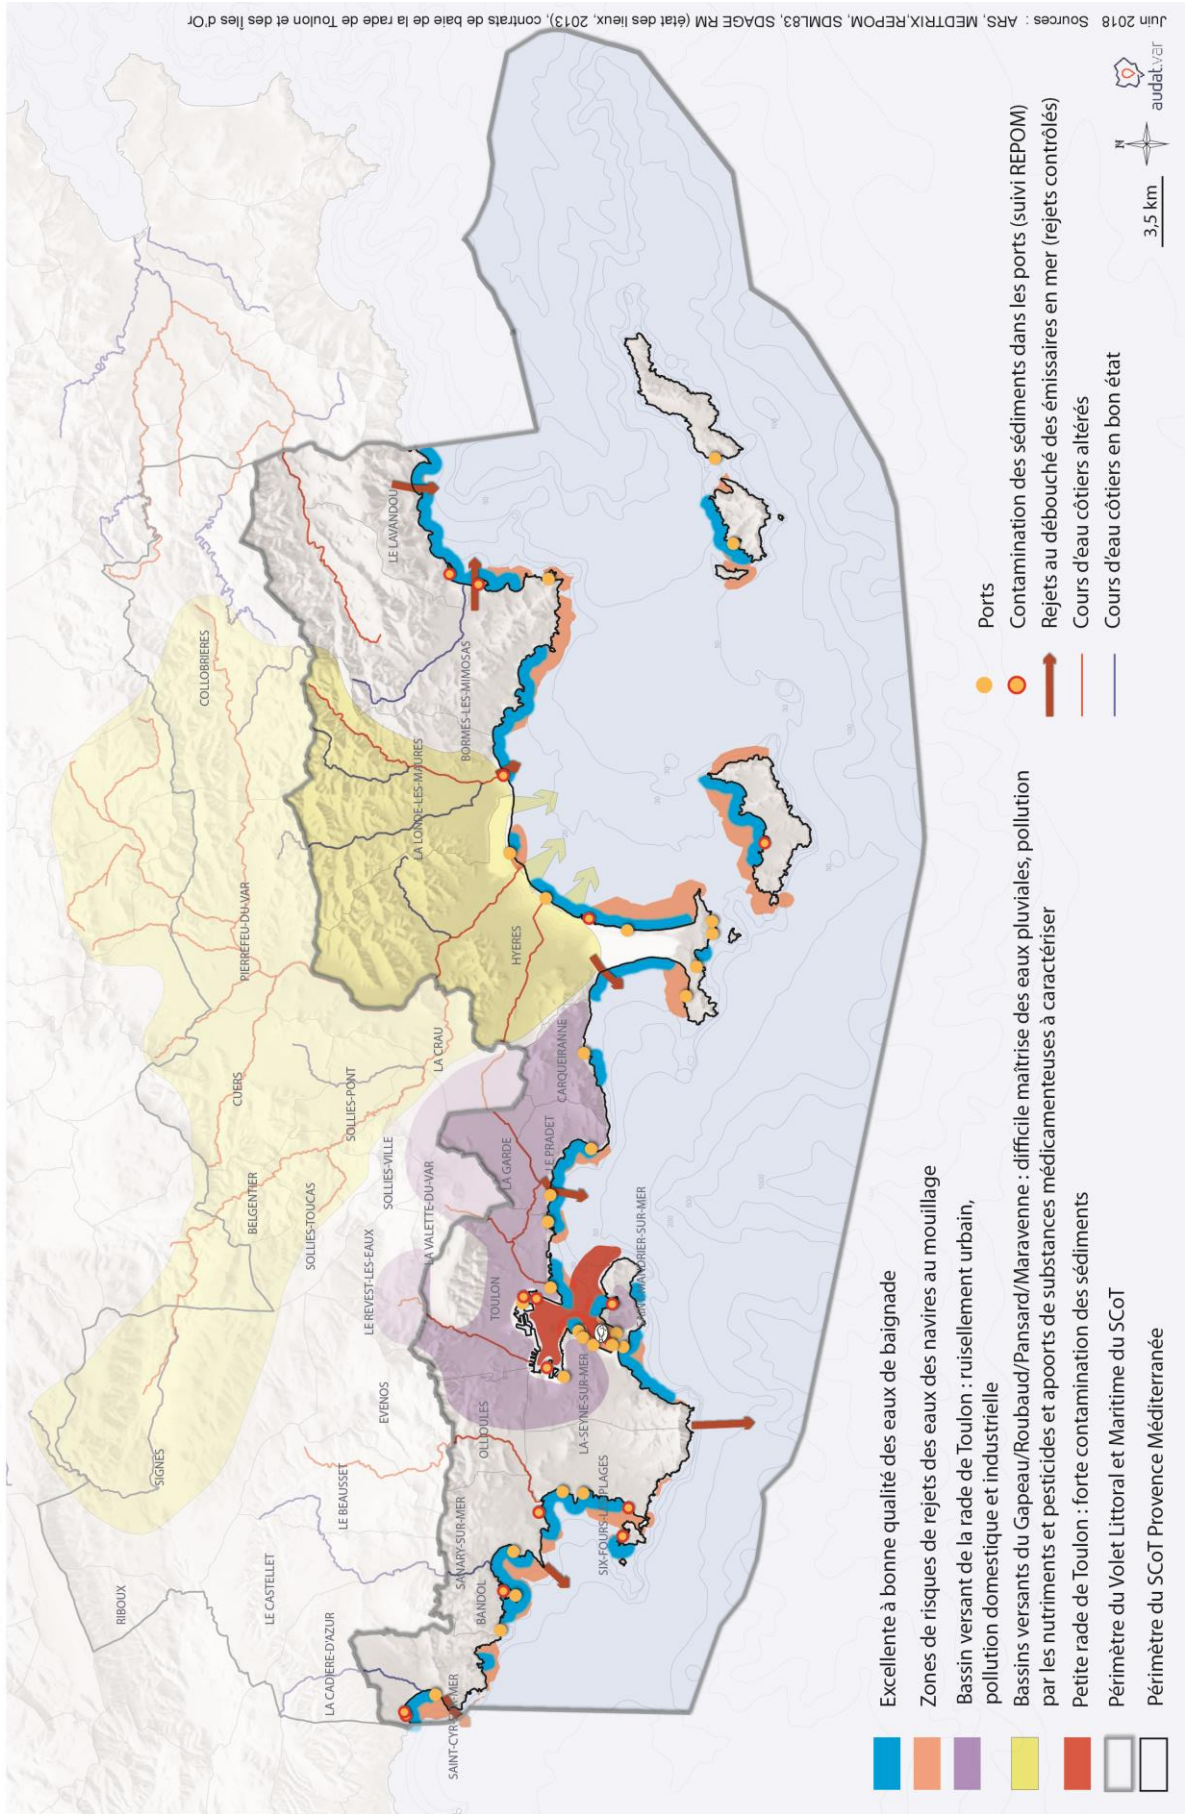 RIBOUX
SIGNES
LE CASTELLET
LA CADIERE-D'AZUR
LE BEAUSSET
EVENOS
SAINT-CYR-SUR-MER
BANDOL
SANARY-SUR-MER
OLLIOULES
SIX-FOURS-LES-PLAGES
LA-SEYNE-SUR-MER
TOULON
LE REVEST-LES-EAUX
LA VALETTE-DU-VAR
SAINT-MANDRIER-SUR-MER
BELGENTIER
SOLLIES-TOUCAS
SOLLIES-VILLE
SOLLIES-PONT
CUERS
LA GARDE
LE PRADET
CARQUEIRANNE
LA CRAU
PIERREFEU-DU-VAR
HYERES
COLLOBRIERES
LA LONDE-LES-MAURES
BORMES-LES-MIMOSAS
LE LAVANDOU
Excellente à bonne qualité des eaux de baignade
Zones de risques de rejets des eaux des navires au mouillage
Bassin versant de la rade de Toulon : ruisellement urbain,
pollution domestique et industrielle
Bassins versants du Gapeau/Roubaud/Pansard/Maravenne : difficile maîtrise des eaux pluviales, pollution
par les nutriments et pesticides et apports de substances médicamenteuses à caractériser
Petite rade de Toulon : forte contamination des sédiments
Périmètre du Volet Littoral et Maritime du SCoT
Périmetre du SCoT Provence Méditerranée
Ports
Contamination des sédiments dans les ports (suivi REPOM)
Rejets au débouché des émissaires en mer (rejets contrôlés)
Cours d'eau côtiers altérés
Cours d'eau côtiers en bon état
3,5 km
N
audat.var
Juin 2018 Sources : ARS, MEDTRIX,REPOM, SDML83, SDAGE RM (état des lieux, 2013), contrats de baie de la rade de Toulon et des Îles d'Or